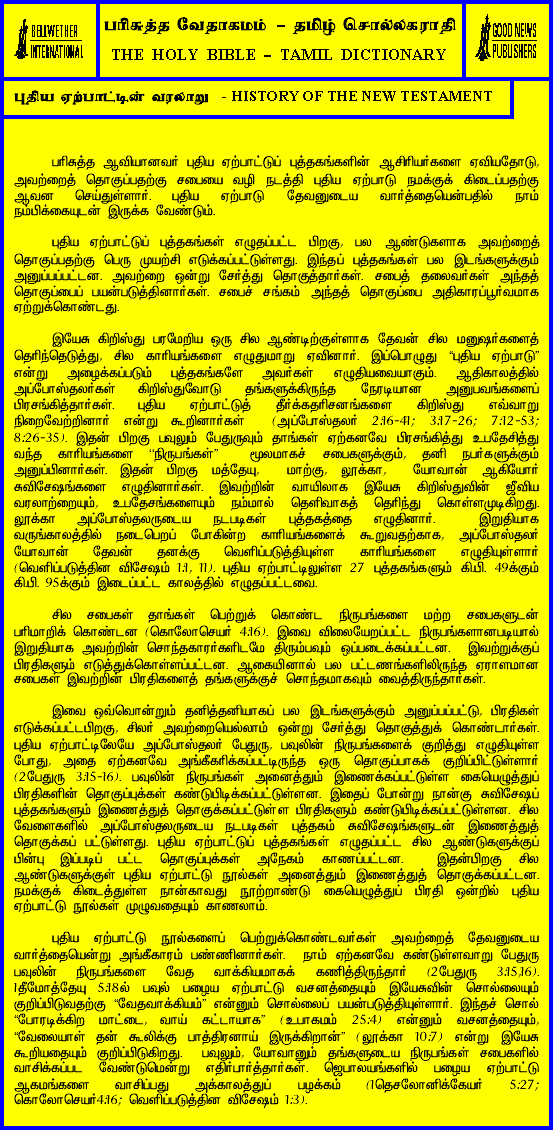 BELLWETHER
INTERNATIONAL
பரிசுத்த வேதாகமம் - தமிழ் சொல்லகராதி
THE HOLY BIBLE - TAMIL DICTIONARY
GOOD NEWS
PUBLISHERS
புதிய ஏற்பாட்டின் வரலாறு - HISTORY OF THE NEW TESTAMENT
பரிசுத்த ஆவியானவர் புதிய ஏற்பாட்டுப் புத்தகங்களின் ஆசிரியர்களை ஏவியதோடு,
அவற்றைத் தொகுப்பதற்கு சபையை வழி நடத்தி புதிய ஏற்பாடு நமக்குக் கிடைப்பதற்கு
ஆவன செய்துள்ளார். புதிய ஏற்பாடு தேவனுடைய வார்த்தையென்பதில் நாம்
நம்பிக்கையுடன் இருக்க வேண்டும்.
புதிய ஏற்பாட்டுப் புத்தகங்கள் எழுதப்பட்ட பிறகு, பல ஆண்டுகளாக அவற்றைத்
தொகுப்பதற்கு பெரு முயற்சி எடுக்கப்பட்டுள்ளது. இந்தப் புத்தகங்கள் பல இடங்களுக்கும்
அனுப்பப்பட்டன. அவற்றை ஒன்று சேர்த்து தொகுத்தார்கள். சபைத் தலைவர்கள் அந்தத்
தொகுப்பைப் பயன்படுத்தினார்கள். சபைச் சங்கம் அந்தத் தொகுப்பை அதிகாரப்பூர்வமாக
ஏற்றுக்கொண்டது.
இயேசு கிறிஸ்து பரமேறிய ஒரு சில ஆண்டிற்குள்ளாக தேவன் சில மனுஷர்களைத்
தெரிந்தெடுத்து, சில காரியங்களை எழுதுமாறு ஏவினார். இப்பொழுது "புதிய ஏற்பாடு"
என்று அழைக்கப்படும் புத்தகங்களே அவர்கள் எழுதியவையாகும். ஆதிகாலத்தில்
அப்போஸ்தலர்கள் கிறிஸ்துவோடு தங்களுக்கிருந்த நேரடியான அனுபவங்களைப்
பிரசங்கித்தார்கள். புதிய ஏற்பாட்டுத் தீர்க்கதரிசனங்களை கிறிஸ்து எவ்வாறு
நிறைவேற்றினார் என்று கூறினார்கள் (அப்போஸ்தலர் 2:16-41; 3:17-26; 7:12-53;
8:26-35). இதன் பிறகு பவுலும் பேதுருவும் தாங்கள் ஏற்கனவே பிரசங்கித்து உபதேசித்து
வந்த காரியங்களை "நிருபங்கள்" மூலமாகச் சபைகளுக்கும், தனி நபர்களுக்கும்
அனுப்பினார்கள். இதன் பிறகு மத்தேயு, மாற்கு, லூக்கா, யோவான் ஆகியோர்
சுவிசேஷங்களை எழுதினார்கள். இவற்றின் வாயிலாக இயேசு கிறிஸ்துவின் ஜீவிய
வரலாற்றையும், உபதேசங்களையும் நம்மால் தெளிவாகத் தெரிந்து கொள்ளமுடிகிறது.
லூக்கா அப்போஸ்தலருடைய நடபடிகள் புத்தகத்தை எழுதினார். இறுதியாக
வருங்காலத்தில் நடைபெறப் போகின்ற காரியங்களைக் கூறுவதற்காக, அப்போஸ்தலர்
யோவான் தேவன் தனக்கு வெளிப்படுத்தியுள்ள காரியங்களை எழுதியுள்ளார்
(வெளிப்படுத்தின விசேஷம் 1:1, 11). புதிய ஏற்பாட்டிலுள்ள 27 புத்தகங்களும் கி.பி. 49க்கும்
கி.பி. 95க்கும் இடைப்பட்ட காலத்தில் எழுதப்பட்டவை.
சில சபைகள் தாங்கள் பெற்றுக் கொண்ட நிருபங்களை மற்ற சபைகளுடன்
பரிமாறிக் கொண்டன (கொலோசெயர் 4:16). இவை விலையேறப்பட்ட நிருபங்களானபடியால்
இறுதியாக அவற்றின் சொந்தகாரர்களிடமே திரும்பவும் ஒப்படைக்கப்பட்டன. இவற்றுக்குப்
பிரதிகளும் எடுத்துக்கொள்ளப்பட்டன. ஆகையினால் பல பட்டணங்களிலிருந்த ஏராளமான
சபைகள் இவற்றின் பிரதிகளைத் தங்களுக்குச் சொந்தமாகவும் வைத்திருந்தார்கள்.
இவை ஒவ்வொன்றும் தனித்தனியாகப் பல இடங்களுக்கும் அனுப்பப்பட்டு, பிரதிகள்
எடுக்கப்பட்டபிறகு, சிலர் அவற்றையெல்லாம் ஒன்று சேர்த்து தொகுத்துக் கொண்டார்கள்.
புதிய ஏற்பாட்டிலேயே அப்போஸ்தலர் பேதுரு, பவுலின் நிருபங்களைக் குறித்து எழுதியுள்ள
போது, அதை ஏற்கனவே அங்கீகரிக்கப்பட்டிருந்த ஒரு தொகுப்பாகக் குறிப்பிட்டுள்ளார்
(2பேதுரு 3:15-16). பவுலின் நிருபங்கள் அனைத்தும் இணைக்கப்பட்டுள்ள கையெழுத்துப்
பிரதிகளின் தொகுப்புக்கள் கண்டுபிடிக்கப்பட்டுள்ளன. இதைப் போன்று நான்கு சுவிசேஷப்
புத்தகங்களும் இணைத்துத் தொகுக்கப்பட்டுள்ள பிரதிகளும் கண்டுபிடிக்கப்பட்டுள்ளன. சில
வேளைகளில் அப்போஸ்தலருடைய நடபடிகள் புத்தகம் சுவிசேஷங்களுடன் இணைத்துத்
தொகுக்கப் பட்டுள்ளது. புதிய ஏற்பாட்டுப் புத்தகங்கள் எழுதப்பட்ட சில ஆண்டுகளுக்குப்
பின்பு இப்படிப் பட்ட தொகுப்புக்கள் அநேகம் காணப்பட்டன. இதன்பிறகு சில
ஆண்டுகளுக்குள் புதிய ஏற்பாட்டு நூல்கள் அனைத்தும் இணைத்துத் தொகுக்கப்பட்டன.
நமக்குக் கிடைத்துள்ள நான்காவது நூற்றாண்டு கையெழுத்துப் பிரதி ஒன்றில் புதிய
ஏற்பாட்டு நூல்கள் முழுவதையும் காணலாம்.
புதிய ஏற்பாட்டு நூல்களைப் பெற்றுக்கொண்டவர்கள் அவற்றைத் தேவனுடைய
வார்த்தையென்று அங்கீகாரம் பண்ணினார்கள். நாம் ஏற்கனவே கண்டுள்ளவாறு பேதுரு
பவுலின் நிருபங்களை வேத வாக்கியமாகக் கணித்திருந்தார் (2பேதுரு 3:15,16).
1தீமோத்தேயு 5:18ல் பவுல் பழைய ஏற்பாட்டு வசனத்தையும் இயேசுவின் சொல்லையும்
குறிப்பிடுவதற்கு "வேதவாக்கியம்" என்னும் சொல்லைப் பயன்படுத்தியுள்ளார். இந்தச் சொல்
"போரடிக்கிற மாட்டை, வாய் கட்டாயாக" (உபாகமம் 25:4) என்னும் வசனத்தையும்,
"வேலையாள் தன் கூலிக்கு பாத்திரனாய் இருக்கிறான்" (லூக்கா 10:7) என்று இயேசு
கூறியதையும் குறிப்பிடுகிறது. பவுலும், யோவானும் தங்களுடைய நிருபங்கள் சபைகளில்
வாசிக்கப்பட வேண்டுமென்று எதிர்பார்த்தார்கள். ஜெபாலயங்களில் பழைய ஏற்பாட்டு
ஆகமங்களை வாசிப்பது அக்காலத்துப் பழக்கம் (1தெசலோனிக்கேயர் 5:27;
கொலோசெயர்4:16; வெளிப்படுத்தின விசேஷம் 1:3).